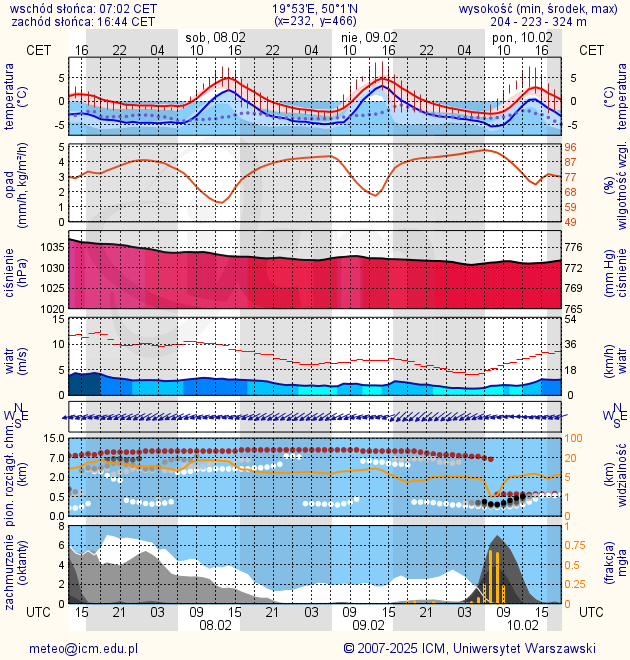 wschód słońca: 07:02 CET 19°53'E, 50°1'N wysokość (min, środek, max)
zachód słońca: 16:44 CET (x=232, y=466) 204 - 223 - 324 m
sob, 08.02 nie, 09.02 pon, 10.02
CET 16 22 04 10 16 22 04 10 16 22 04 10 16 CET
temperatura (°C) 5 0 -5 5 0 -5 (°C) temperatura
opad (mm/h, kg/m²/h) 5 4 3 2 1 0 96 87 77 68 59 49 (%) wilgotność wzgl.
ciśnienie (hPa) 1035 1030 1025 1020 776 772 769 765 (mm Hg) ciśnienie
wiatr (m/s) 15 10 5 0 54 36 18 0 (km/h) wiatr
N W E S N W E S
pion. rozciągł. chm. (km) 15.0 7.0 2.0 0.5 0.0 100 20 5 1 0 (km) widzialność
zachmurzenie (oktanty) 8 6 4 2 0 1 0.75 0.5 0.25 0 (frakcja) mgła
UTC 15 21 03 09 15 21 03 09 15 21 03 09 15 UTC
08.02 09.02 10.02
meteo@icm.edu.pl © 2007-2025 ICM, Uniwersytet Warszawski